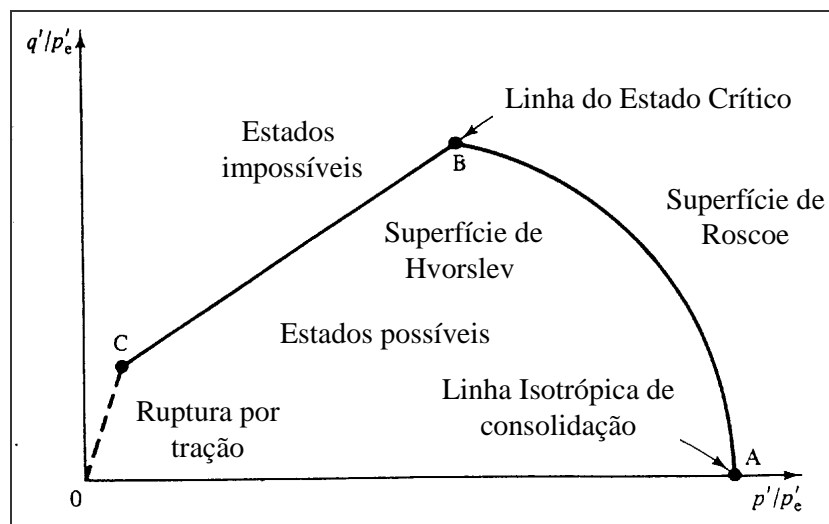 q'/p'e
Linha do Estado Crítico
Estados
impossíveis
B
Superfície de
Roscoe
Superfície de
Hvorslev
C
Estados possíveis
Linha Isotrópica de
consolidação
Ruptura por
tração
A
0
p'/p'e